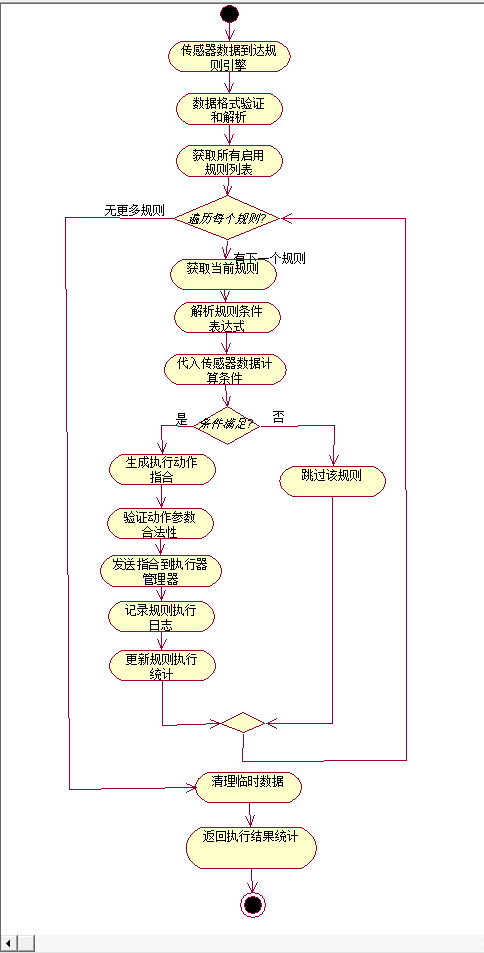 传感器数据到达规
则引擎
数据格式验证
和解析
获取所有启用
规则列表
无更多规则
遍历每个规则?
有下一个规则
获取当前规则
解析规则条件
表达式
代入传感器数据计
算条件
是
条件满足?
否
生成执行动作
指令
跳过该规则
验证动作参数
合法性
发送指令到执行器
管理器
记录规则执行
日志
更新规则执行
统计
清理临时数据
返回执行结果统计